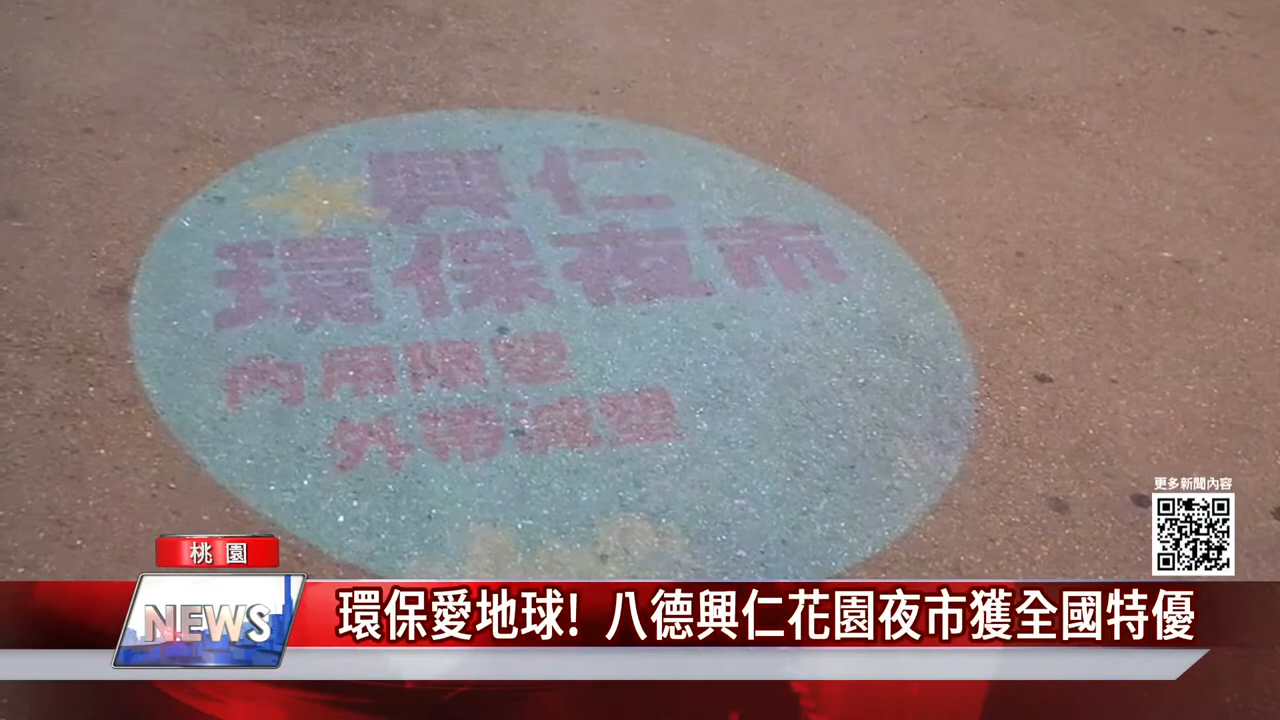 興仁
環保夜市
內用限塑
外帶減塑
更多新聞內容
桃園
NEWS
環保愛地球! 八德興仁花園夜市獲全國特優